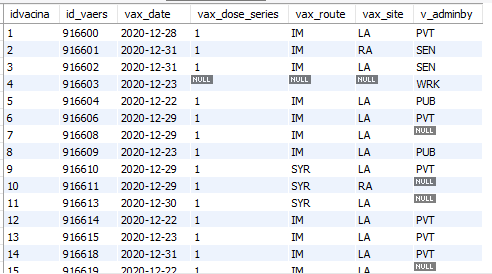 idvacina id_vaers vax_date vax_dose_series vax_route vax_site v_adminby
1 916600 2020-12-28 1 IM LA PVT
2 916601 2020-12-31 1 IM RA SEN
3 916602 2020-12-31 1 IM LA SEN
4 916603 2020-12-23 NULL NULL NULL WRK
5 916604 2020-12-22 1 IM LA PUB
6 916606 2020-12-29 1 IM LA PVT
7 916608 2020-12-29 1 IM LA NULL
8 916609 2020-12-23 1 IM LA PUB
9 916610 2020-12-29 1 SYR LA PVT
10 916611 2020-12-29 1 SYR RA NULL
11 916613 2020-12-30 1 SYR LA NULL
12 916614 2020-12-22 1 IM LA PVT
13 916615 2020-12-23 1 IM LA PVT
14 916618 2020-12-31 1 IM LA PVT
15 916619 2020-12-22 1 IM LA NULL